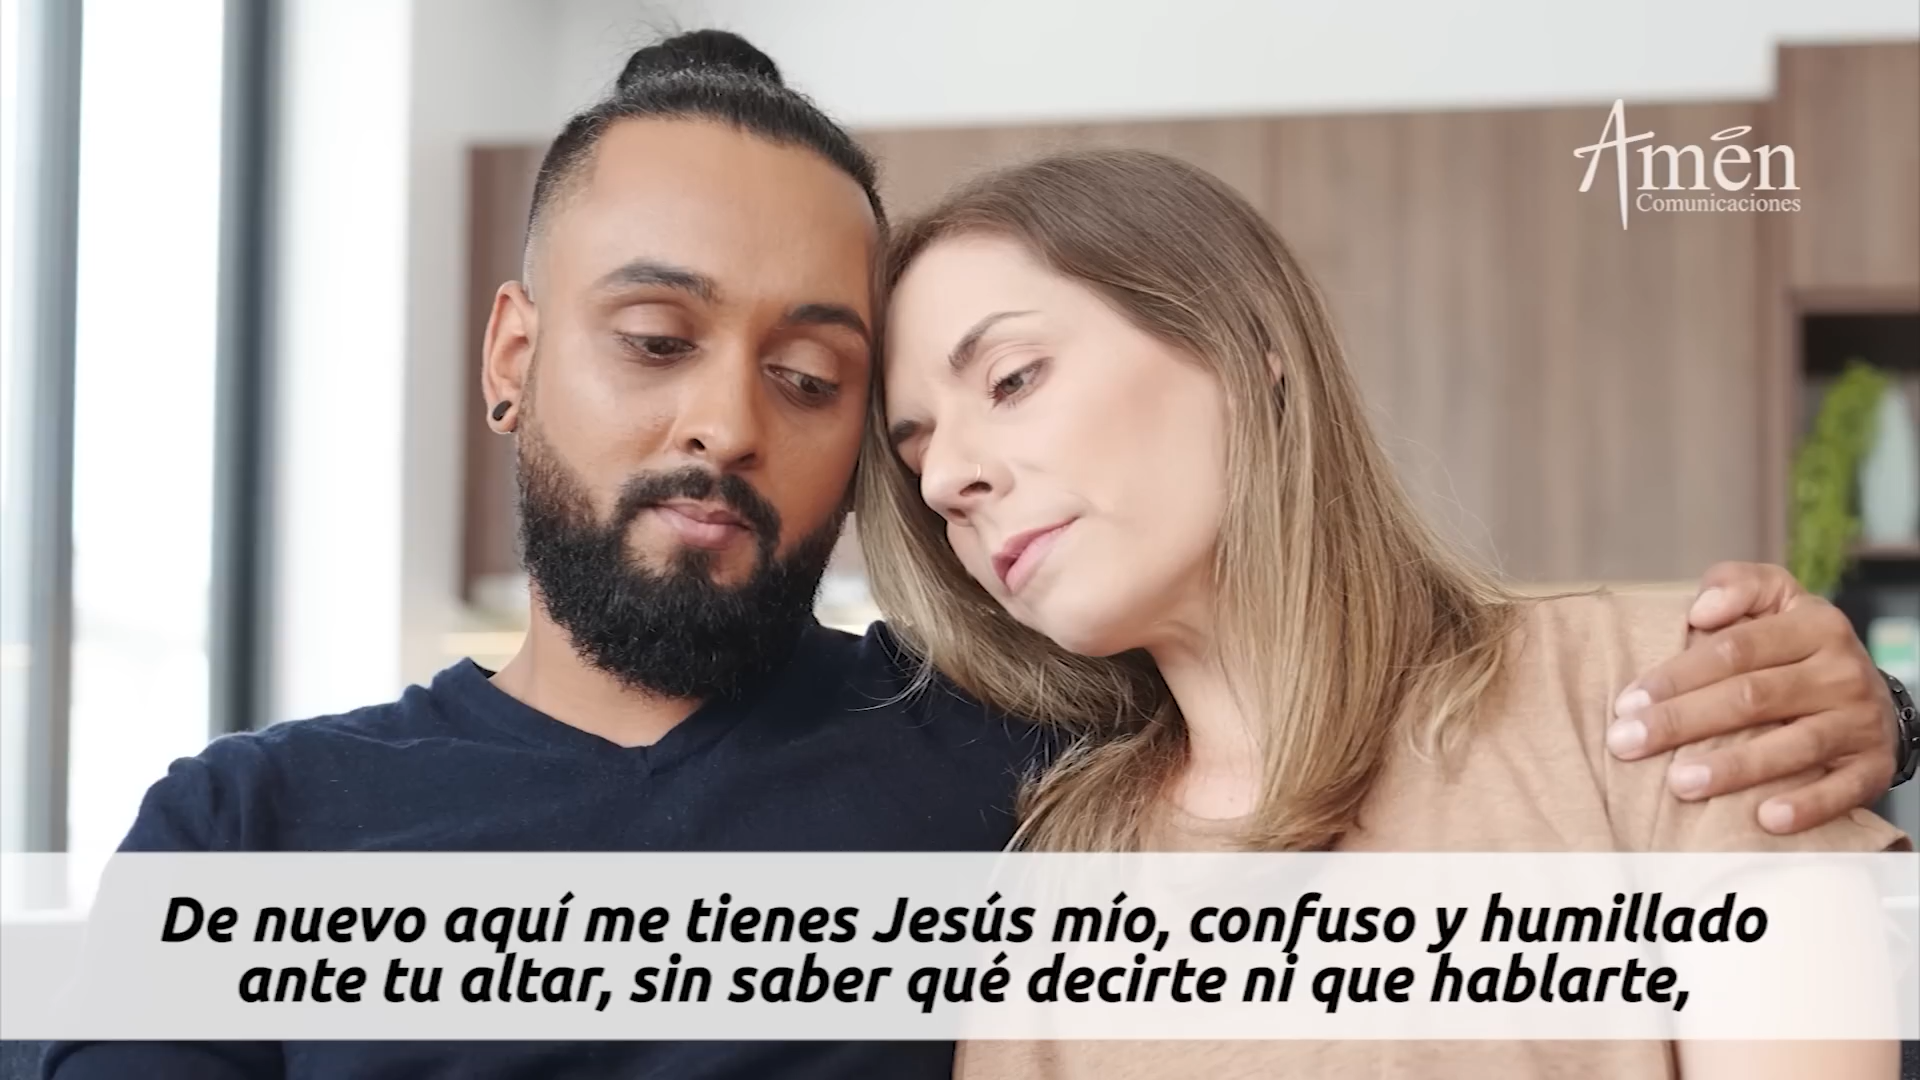 Amén
Comunicaciones
De nuevo aquí me tienes Jesús mío, confuso y humillado
ante tu altar, sin saber qué decirte ni que hablarte,